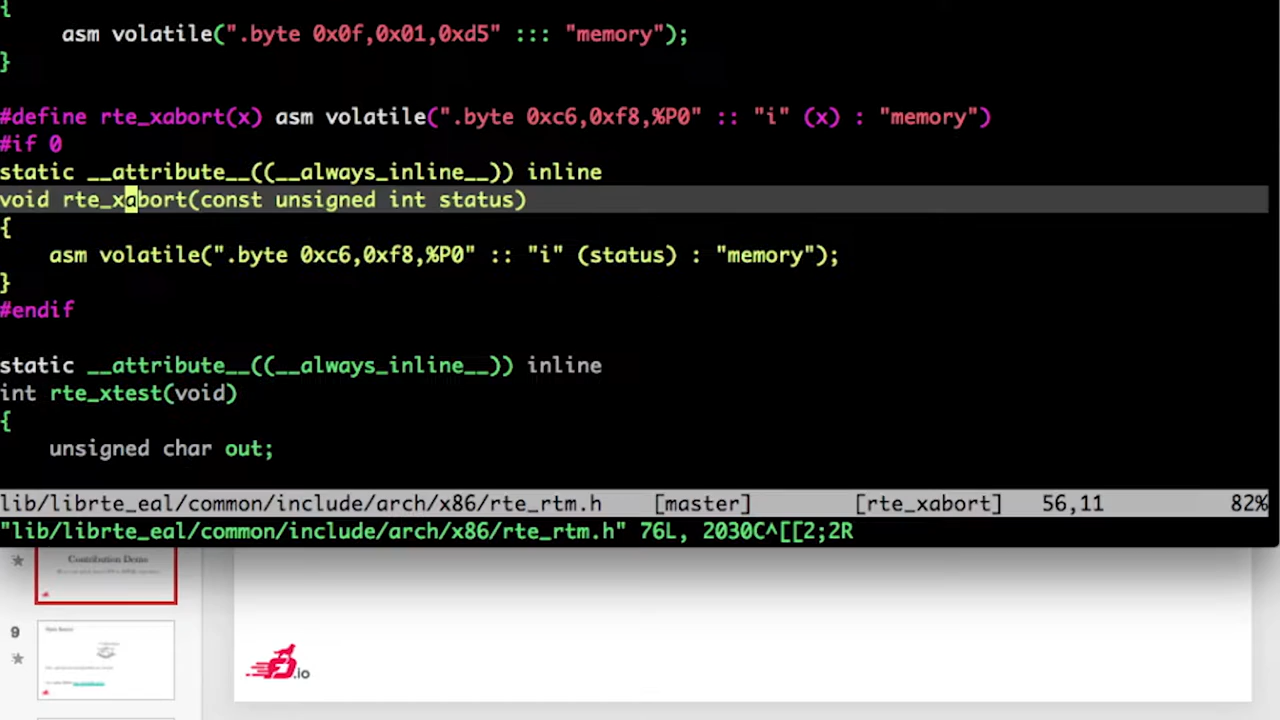 {
    asm volatile(".byte 0x0f,0x01,0xd5" ::: "memory");
}
#define rte_xabort(x) asm volatile(".byte 0xc6,0xf8,%P0" :: "i" (x) : "memory")
#if 0
static __attribute__((__always_inline__)) inline
void rte_xabort(const unsigned int status)
{
    asm volatile(".byte 0xc6,0xf8,%P0" :: "i" (status) : "memory");
}
#endif
static __attribute__((__always_inline__)) inline
int rte_xtest(void)
{
    unsigned char out;
lib/librte_eal/common/include/arch/x86/rte_rtm.h [master] [rte_xabort] 56,11 82%
"lib/librte_eal/common/include/arch/x86/rte_rtm.h" 76L, 2030C^[[2;2R
Contribution Demo
9
.io